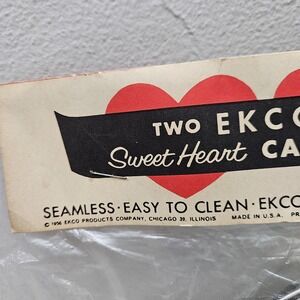 TWO EKCO
Sweet Heart CA
SEAMLESS · EASY TO CLEAN · EKCO
© 1956 EKCO PRODUCTS COMPANY, CHICAGO 39, ILLINOIS MADE IN U.S.A. PR